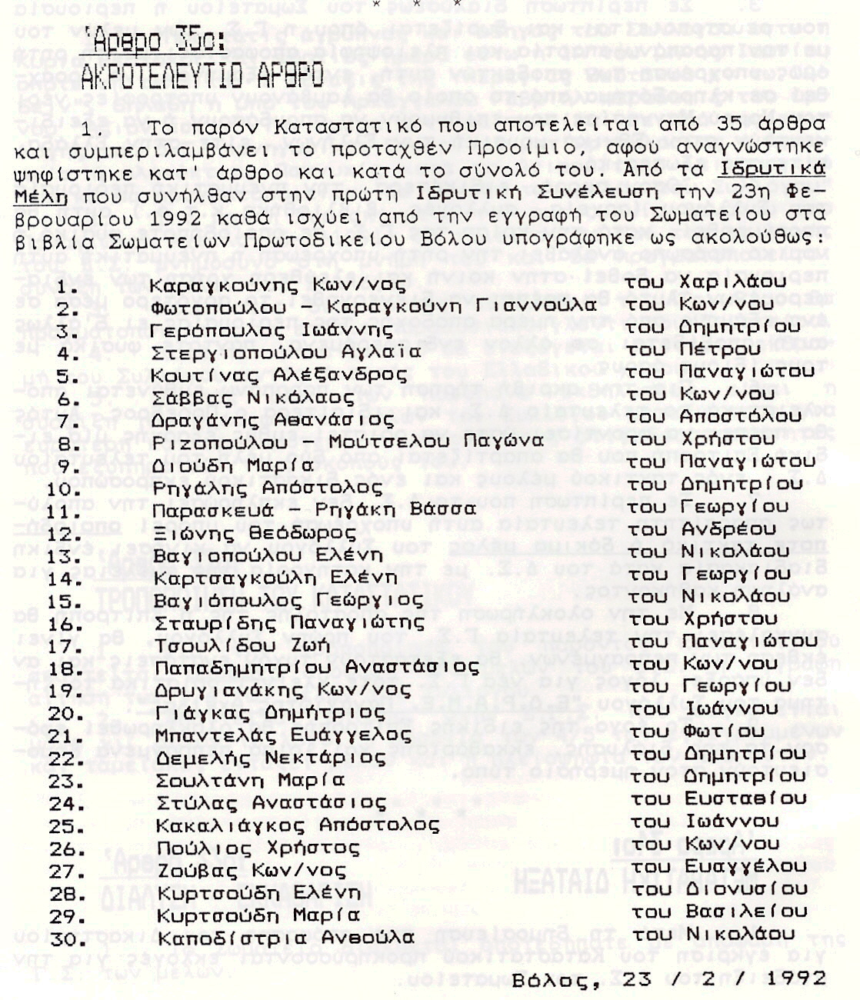 * * *
'Αρθρο 35ο:
ΑΚΡΟΤΕΛΕΥΤΙΟ ΑΡΘΡΟ
1. Το παρόν Καταστατικό που αποτελείται από 35 άρθρα
και συμπεριλαμβάνει το προταχθέν Προοίμιο, αφού αναγνώστηκε
ψηφίστηκε κατ' άρθρο και κατά το σύνολό του. Από τα Ιδρυτικά
Μέλη που συνήλθαν στην πρώτη Ιδρυτική Συνέλευση την 23η Φε-
βρουαρίου 1992 καθά ισχύει από την εγγραφή του Σωματείου στα
βιβλία Σωματείων Πρωτοδικείου Βόλου υπογράφηκε ως ακολούθως:
1. Καραγκούνης Κων/νος του Χαριλάου
2. Φωτοπούλου - Καραγκούνη Γιαννούλα του Κων/νου
3. Γερόπουλος Ιωάννης του Δημητρίου
4. Στεργιοπούλου Αγλαϊα του Πέτρου
5. Κουτίνας Αλέξανδρος του Παναγιώτου
6. Σάββας Νικόλαος του Κων/νου
7. Δραγάνης Αθανάσιος του Αποστόλου
8. Ριζοπούλου - Μούτσελου Παγώνα του Χρήστου
9. Διούδη Μαρία του Παναγιώτου
10. Ρηγάλης Απόστολος του Δημητρίου
11. Παρασκευά - Ρηγάκη Βάσσα του Γεωργίου
12. Ξιώνης Θεόδωρος του Ανδρέου
13. Βαγιοπούλου Ελένη του Νικολάου
14. Καρτσαγκούλη Ελένη του Γεωργίου
15. Βαγιόπουλος Γεώργιος του Νικολάου
16. Σταυρίδης Παναγιώτης του Χρήστου
17. Τσουλίδου Ζωή του Παναγιώτου
18. Παπαδημητρίου Αναστάσιος του Κων/νου
19. Δρυγιανάκης Κων/νος του Γεωργίου
20. Γιάγκας Δημήτριος του Ιωάννου
21. Μπαντελάς Ευάγγελος του Φωτίου
22. Δεμελής Νεκτάριος του Δημητρίου
23. Σουλτάνη Μαρία του Δημητρίου
24. Στύλας Αναστάσιος του Ευσταθίου
25. Κακαλιάγκος Απόστολος του Ιωάννου
26. Πούλιος Χρήστος του Κων/νου
27. Ζούβας Κων/νος του Ευαγγέλου
28. Κυρτσούδη Ελένη του Διονυσίου
29. Κυρτσούδη Μαρία του Βασιλείου
30. Καποδίστρια Ανθούλα του Νικολάου
Βόλος, 23 / 2 / 1992